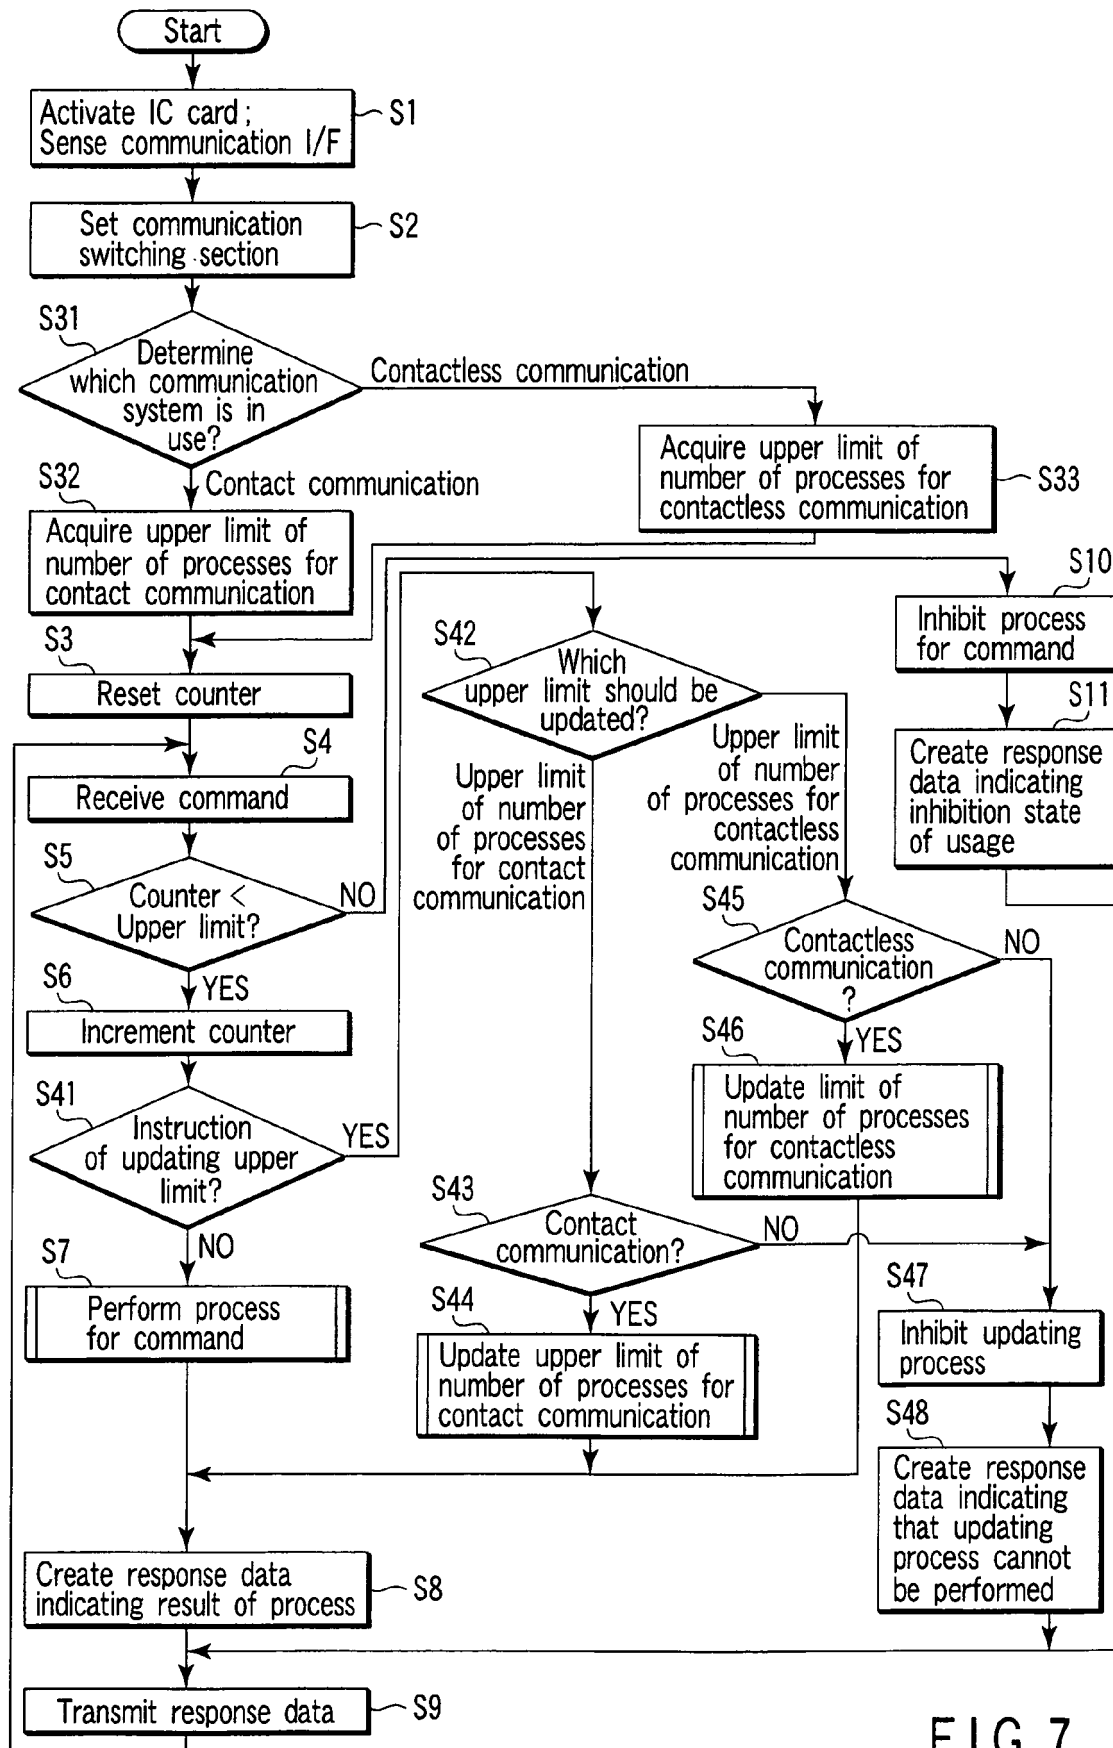 Start
Activate IC card;
Sense communication I/F
S1
Set communication
switching section
S2
S31
Determine
which communication
system is in
use?
Contactless communication
Contact communication
S32
Acquire upper limit of
number of processes for
contact communication
Acquire upper limit of
number of processes for
contactless communication
S33
S3
Reset counter
S4
Receive command
S5
Counter <
Upper limit?
NO
YES
S6
Increment counter
S41
Instruction
of updating upper
limit?
YES
NO
S7
Perform process
for command
S42
Which
upper limit should be
updated?
Upper limit
of number
of processes
for contact
communication
Upper limit
of number
of processes for
contactless
communication
S10
Inhibit process
for command
S11
Create response
data indicating
inhibition state
of usage
S45
Contactless
communication
?
NO
YES
S46
Update limit of
number of processes
for contactless
communication
S43
Contact
communication?
NO
YES
S44
Update upper limit of
number of processes for
contact communication
S47
Inhibit updating
process
S48
Create response
data indicating
that updating
process cannot
be performed
Create response data
indicating result of process
S8
Transmit response data
S9
FIG. 7